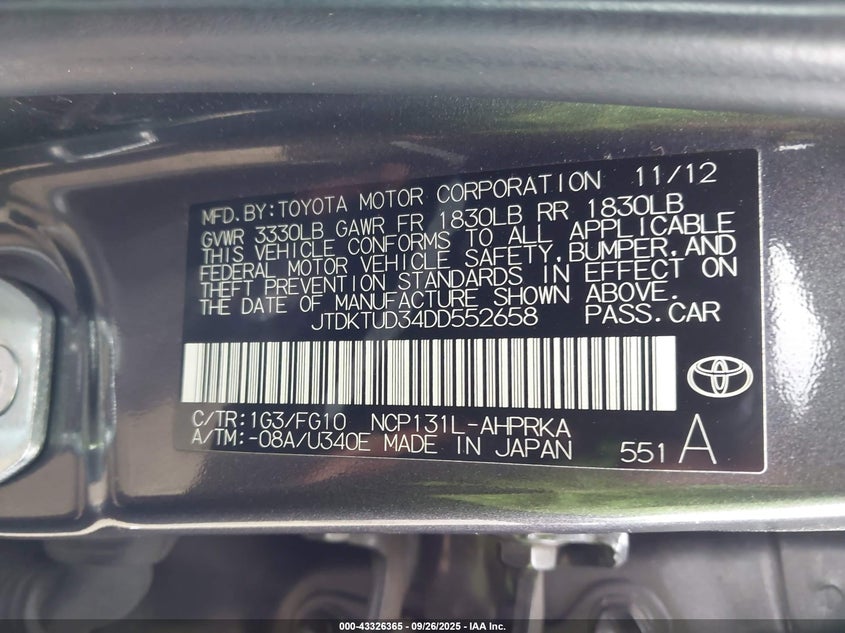 MFD. BY:TOYOTA MOTOR CORPORATION 11/12
GVWR 3330LB GAWR FR 1830LB RR 1830LB
THIS VEHICLE CONFORMS TO ALL APPLICABLE
FEDERAL MOTOR VEHICLE SAFETY,BUMPER,AND
THEFT PREVENTION STANDARDS IN EFFECT ON
THE DATE OF MANUFACTURE SHOWN ABOVE.
JTDKTUD34DD552658 PASS.CAR
C/TR:1G3/FG10 NCP131L-AHPRKA
A/TM:-08A/U340E MADE IN JAPAN 551 A
000-43326365 - 09/26/2025 - IAA Inc.